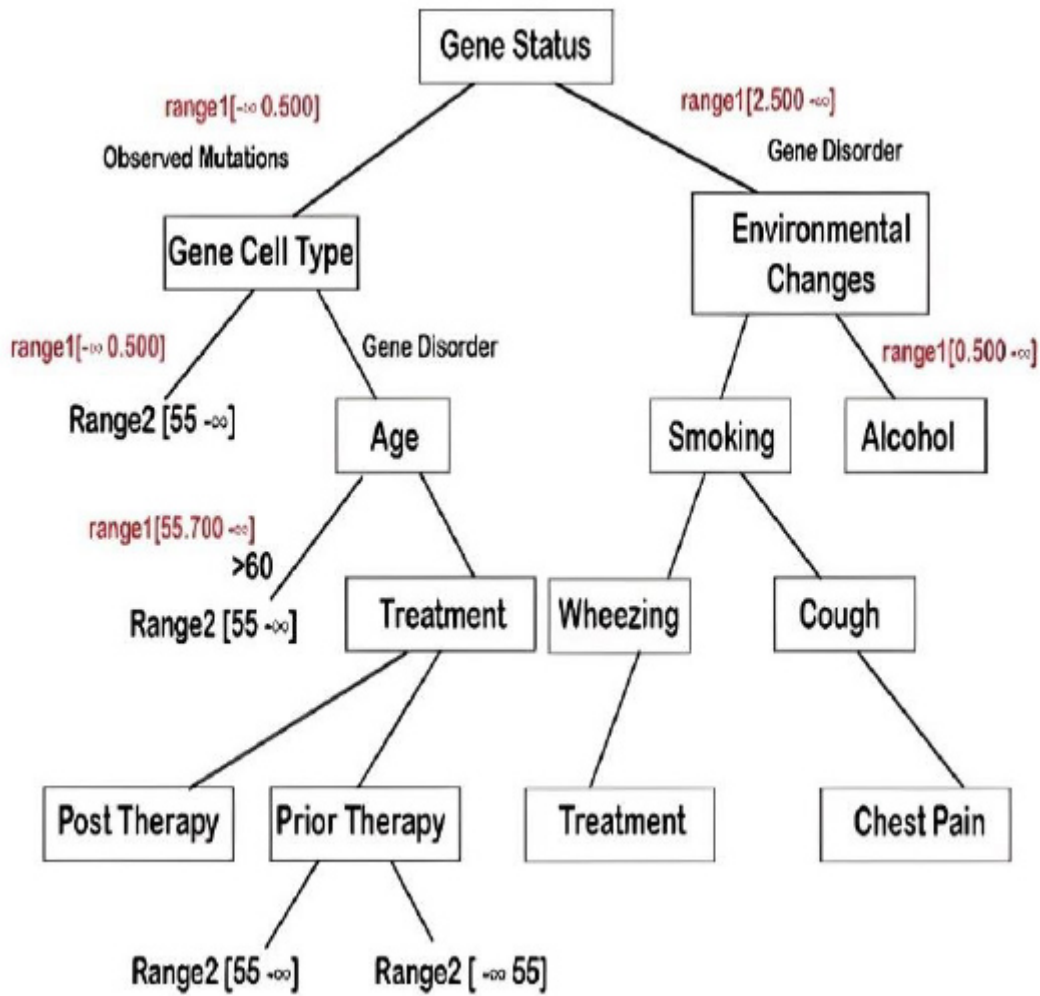 Gene Status
range1[-∞ 0.500]
range1[2.500 -∞]
Observed Mutations
Gene Disorder
Gene Cell Type
Environmental
Changes
range1[-∞ 0.500]
Gene Disorder
range1[0.500 -∞]
Range2 [55 -∞]
Age
Smoking
Alcohol
range1[55.700 -∞]
>60
Range2 [55 -∞]
Treatment
Wheezing
Cough
Post Therapy
Prior Therapy
Treatment
Chest Pain
Range2 [55 -∞]
Range2 [ -∞ 55]